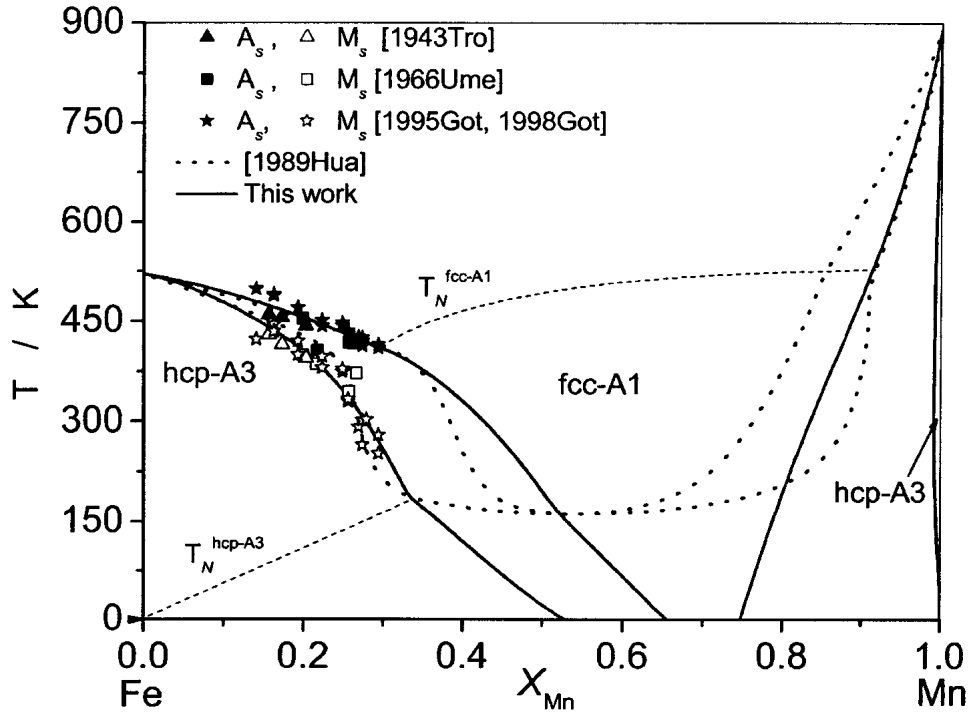 900
750
600
450
300
150
0
T / K
▲ A_s , △ M_s [1943Tro]
■ A_s , □ M_s [1966Ume]
★ A_s, ☆ M_s [1995Got, 1998Got]
[1989Hua]
This work
T_N^fcc-A1
hcp-A3
fcc-A1
hcp-A3
T_N^hcp-A3
0.0 0.2 0.4 0.6 0.8 1.0
Fe X_Mn Mn